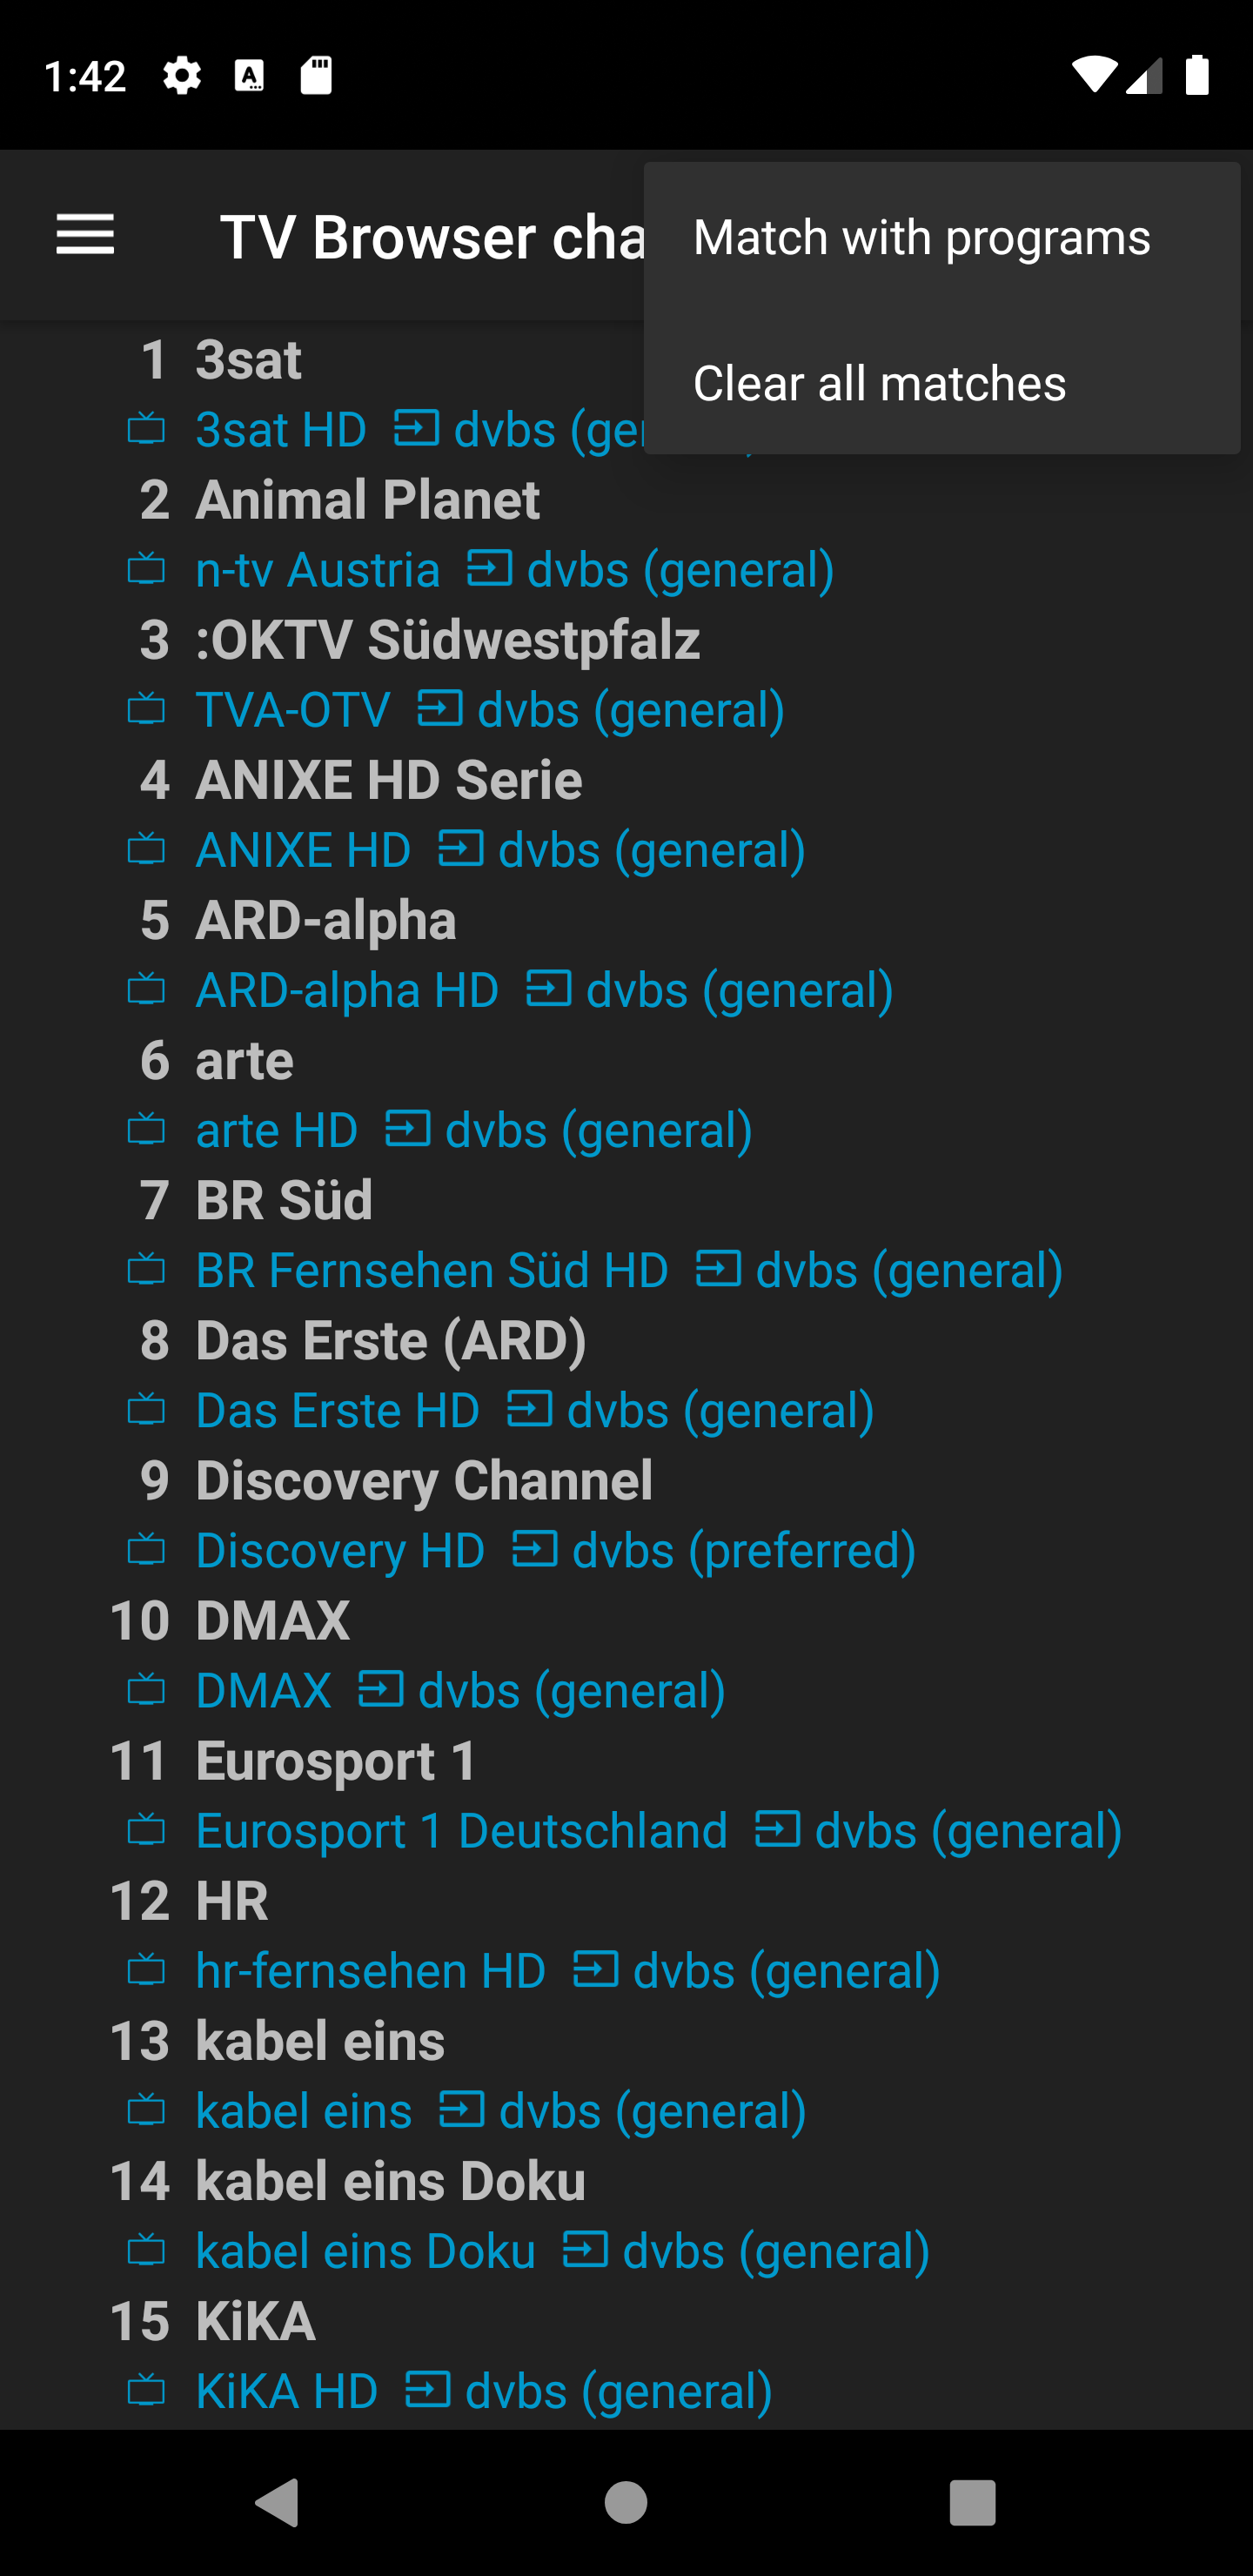 1:42
TV Browser cha
Match with programs
Clear all matches
1 3sat
3sat HD dvbs (ge
2 Animal Planet
n-tv Austria dvbs (general)
3 :OKTV Südwestpfalz
TVA-OTV dvbs (general)
4 ANIXE HD Serie
ANIXE HD dvbs (general)
5 ARD-alpha
ARD-alpha HD dvbs (general)
6 arte
arte HD dvbs (general)
7 BR Süd
BR Fernsehen Süd HD dvbs (general)
8 Das Erste (ARD)
Das Erste HD dvbs (general)
9 Discovery Channel
Discovery HD dvbs (preferred)
10 DMAX
DMAX dvbs (general)
11 Eurosport 1
Eurosport 1 Deutschland dvbs (general)
12 HR
hr-fernsehen HD dvbs (general)
13 kabel eins
kabel eins dvbs (general)
14 kabel eins Doku
kabel eins Doku dvbs (general)
15 KiKA
KiKA HD dvbs (general)